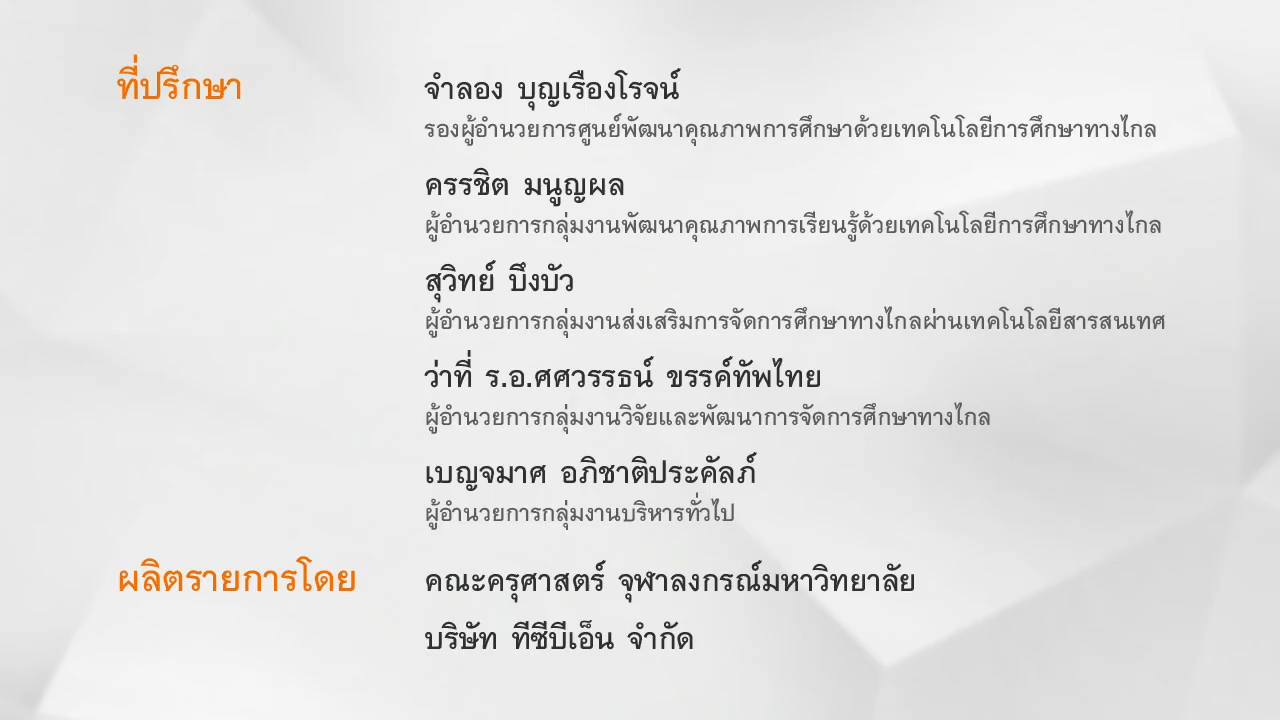 ที่ปรึกษา
จำลอง บุญเรืองโรจน์
รองผู้อำนวยการศูนย์พัฒนาคุณภาพการศึกษาด้วยเทคโนโลยีการศึกษาทางไกล
ครรชิต มนูญผล
ผู้อำนวยการกลุ่มงานพัฒนาคุณภาพการเรียนรู้ด้วยเทคโนโลยีการศึกษาทางไกล
สุวิทย์ บึงบัว
ผู้อำนวยการกลุ่มงานส่งเสริมการจัดการศึกษาทางไกลผ่านเทคโนโลยีสารสนเทศ
ว่าที่ ร.อ.ศศวรรธน์ ขรรค์ทัพไทย
ผู้อำนวยการกลุ่มงานวิจัยและพัฒนาการจัดการศึกษาทางไกล
เบญจมาศ อภิชาติประคัลภ์
ผู้อำนวยการกลุ่มงานบริหารทั่วไป
ผลิตรายการโดย
คณะครุศาสตร์ จุฬาลงกรณ์มหาวิทยาลัย
บริษัท ทีซีบีเอ็น จำกัด